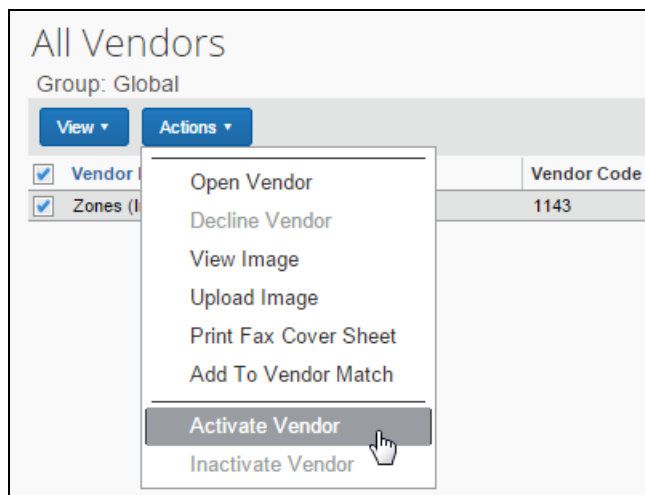 All Vendors
Group: Global
View Actions
Vendor Vendor Code
Zones (I 1143
Open Vendor
Decline Vendor
View Image
Upload Image
Print Fax Cover Sheet
Add To Vendor Match
Activate Vendor
Inactivate Vendor